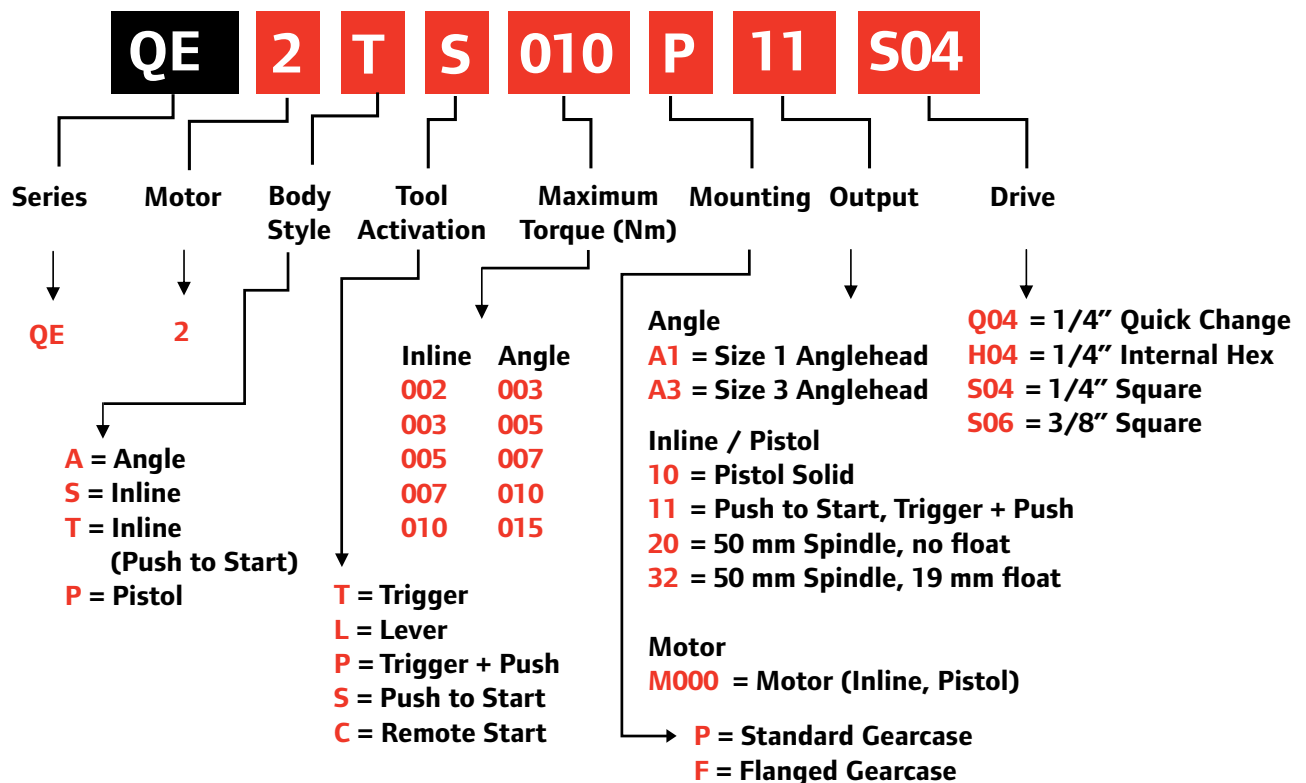 QE 2 T S 010 P 11 S04
Series Motor Body Style Tool Activation Maximum Torque (Nm) Mounting Output Drive
QE
2
A = Angle
S = Inline
T = Inline
(Push to Start)
P = Pistol
T = Trigger
L = Lever
P = Trigger + Push
S = Push to Start
C = Remote Start
Inline Angle
002 003
003 005
005 007
007 010
010 015
Angle
A1 = Size 1 Anglehead
A3 = Size 3 Anglehead
Inline / Pistol
10 = Pistol Solid
11 = Push to Start, Trigger + Push
20 = 50 mm Spindle, no float
32 = 50 mm Spindle, 19 mm float
Motor
M000 = Motor (Inline, Pistol)
P = Standard Gearcase
F = Flanged Gearcase
Q04 = 1/4” Quick Change
H04 = 1/4” Internal Hex
S04 = 1/4” Square
S06 = 3/8” Square